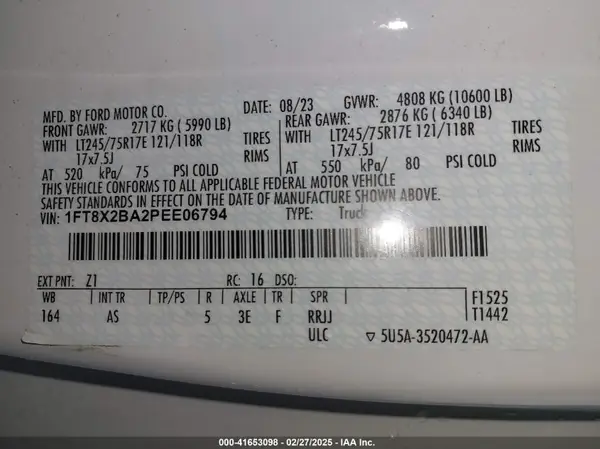 MFD. BY FORD MOTOR CO. DATE: 08/23 GVWR: 4808 KG (10600 LB)
FRONT GAWR: 2717 KG ( 5990 LB) REAR GAWR: 2876 KG ( 6340 LB)
WITH LT245/75R17E 121/118R TIRES WITH LT245/75R17E 121/118R TIRES
17x7.5J RIMS 17x7.5J RIMS
AT 520 kPa/ 75 PSI COLD AT 550 kPa/ 80 PSI COLD
THIS VEHICLE CONFORMS TO ALL APPLICABLE FEDERAL MOTOR VEHICLE
SAFETY STANDARDS IN EFFECT ON THE DATE OF MANUFACTURE SHOWN ABOVE.
VIN: 1FT8X2BA2PEE06794 TYPE: Truck
EXT PNT: Z1 RC: 16 DSO:
WB INT TR TP/PS R AXLE TR SPR F1525
164 AS 5 3E F RRJJ T1442
ULC ▽ 5U5A-3520472-AA
00-41653098 - 02/27/2025 - IAA Inc.